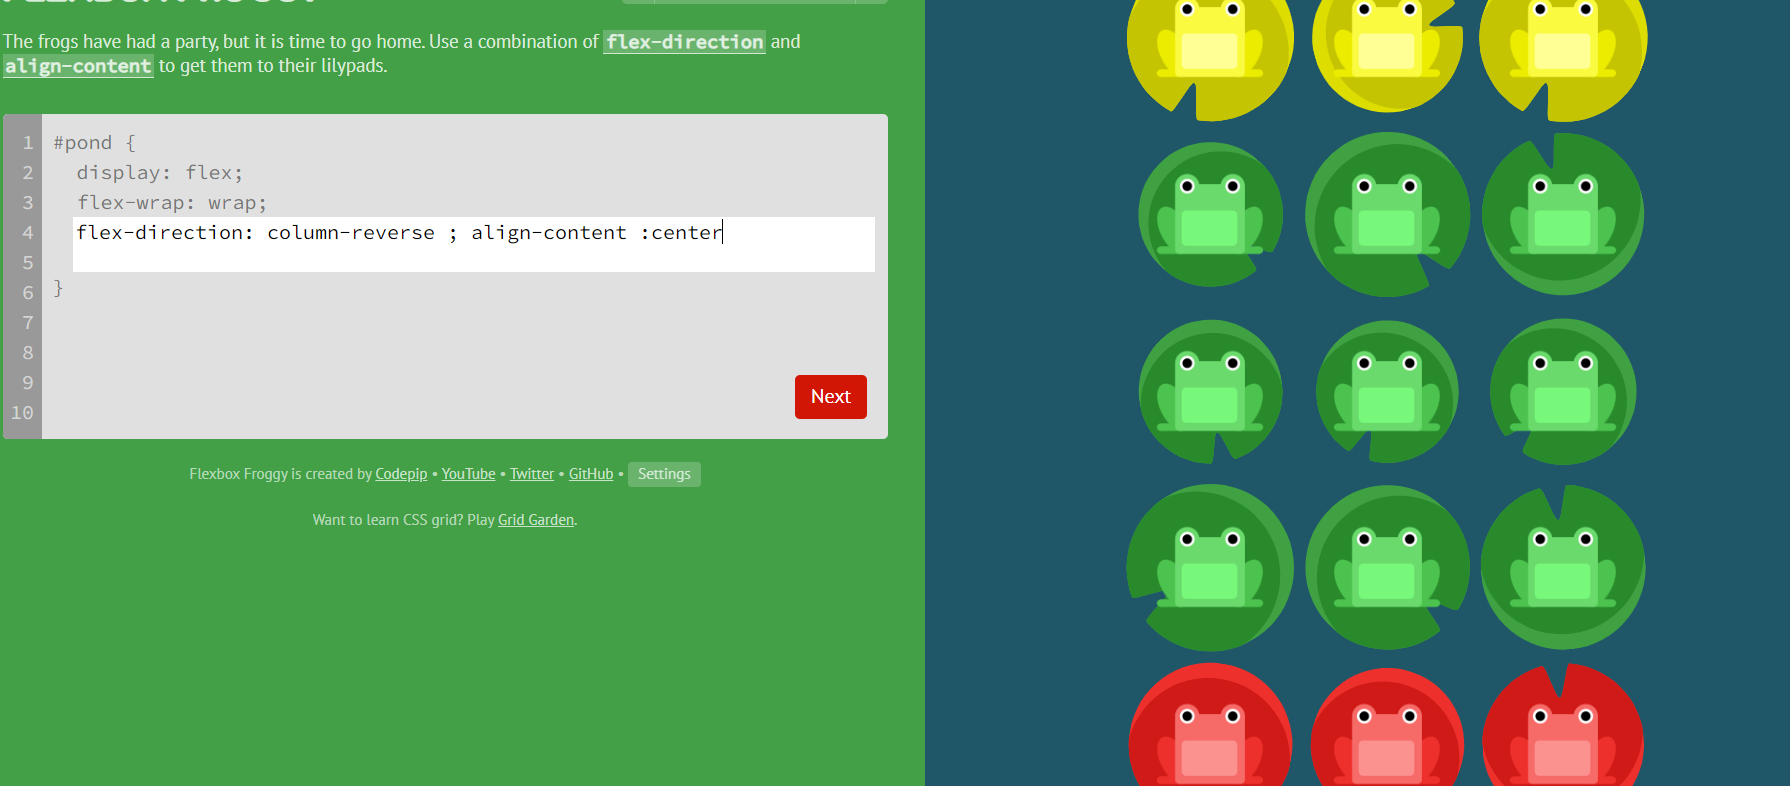 The frogs have had a party, but it is time to go home. Use a combination of flex-direction and
align-content to get them to their lilypads.
1 #pond {
2 display: flex;
3 flex-wrap: wrap;
4 flex-direction: column-reverse ; align-content :center
5
6 }
7
8
9
10
Next
Flexbox Froggy is created by Codepip • YouTube • Twitter • GitHub • Settings
Want to learn CSS grid? Play Grid Garden.